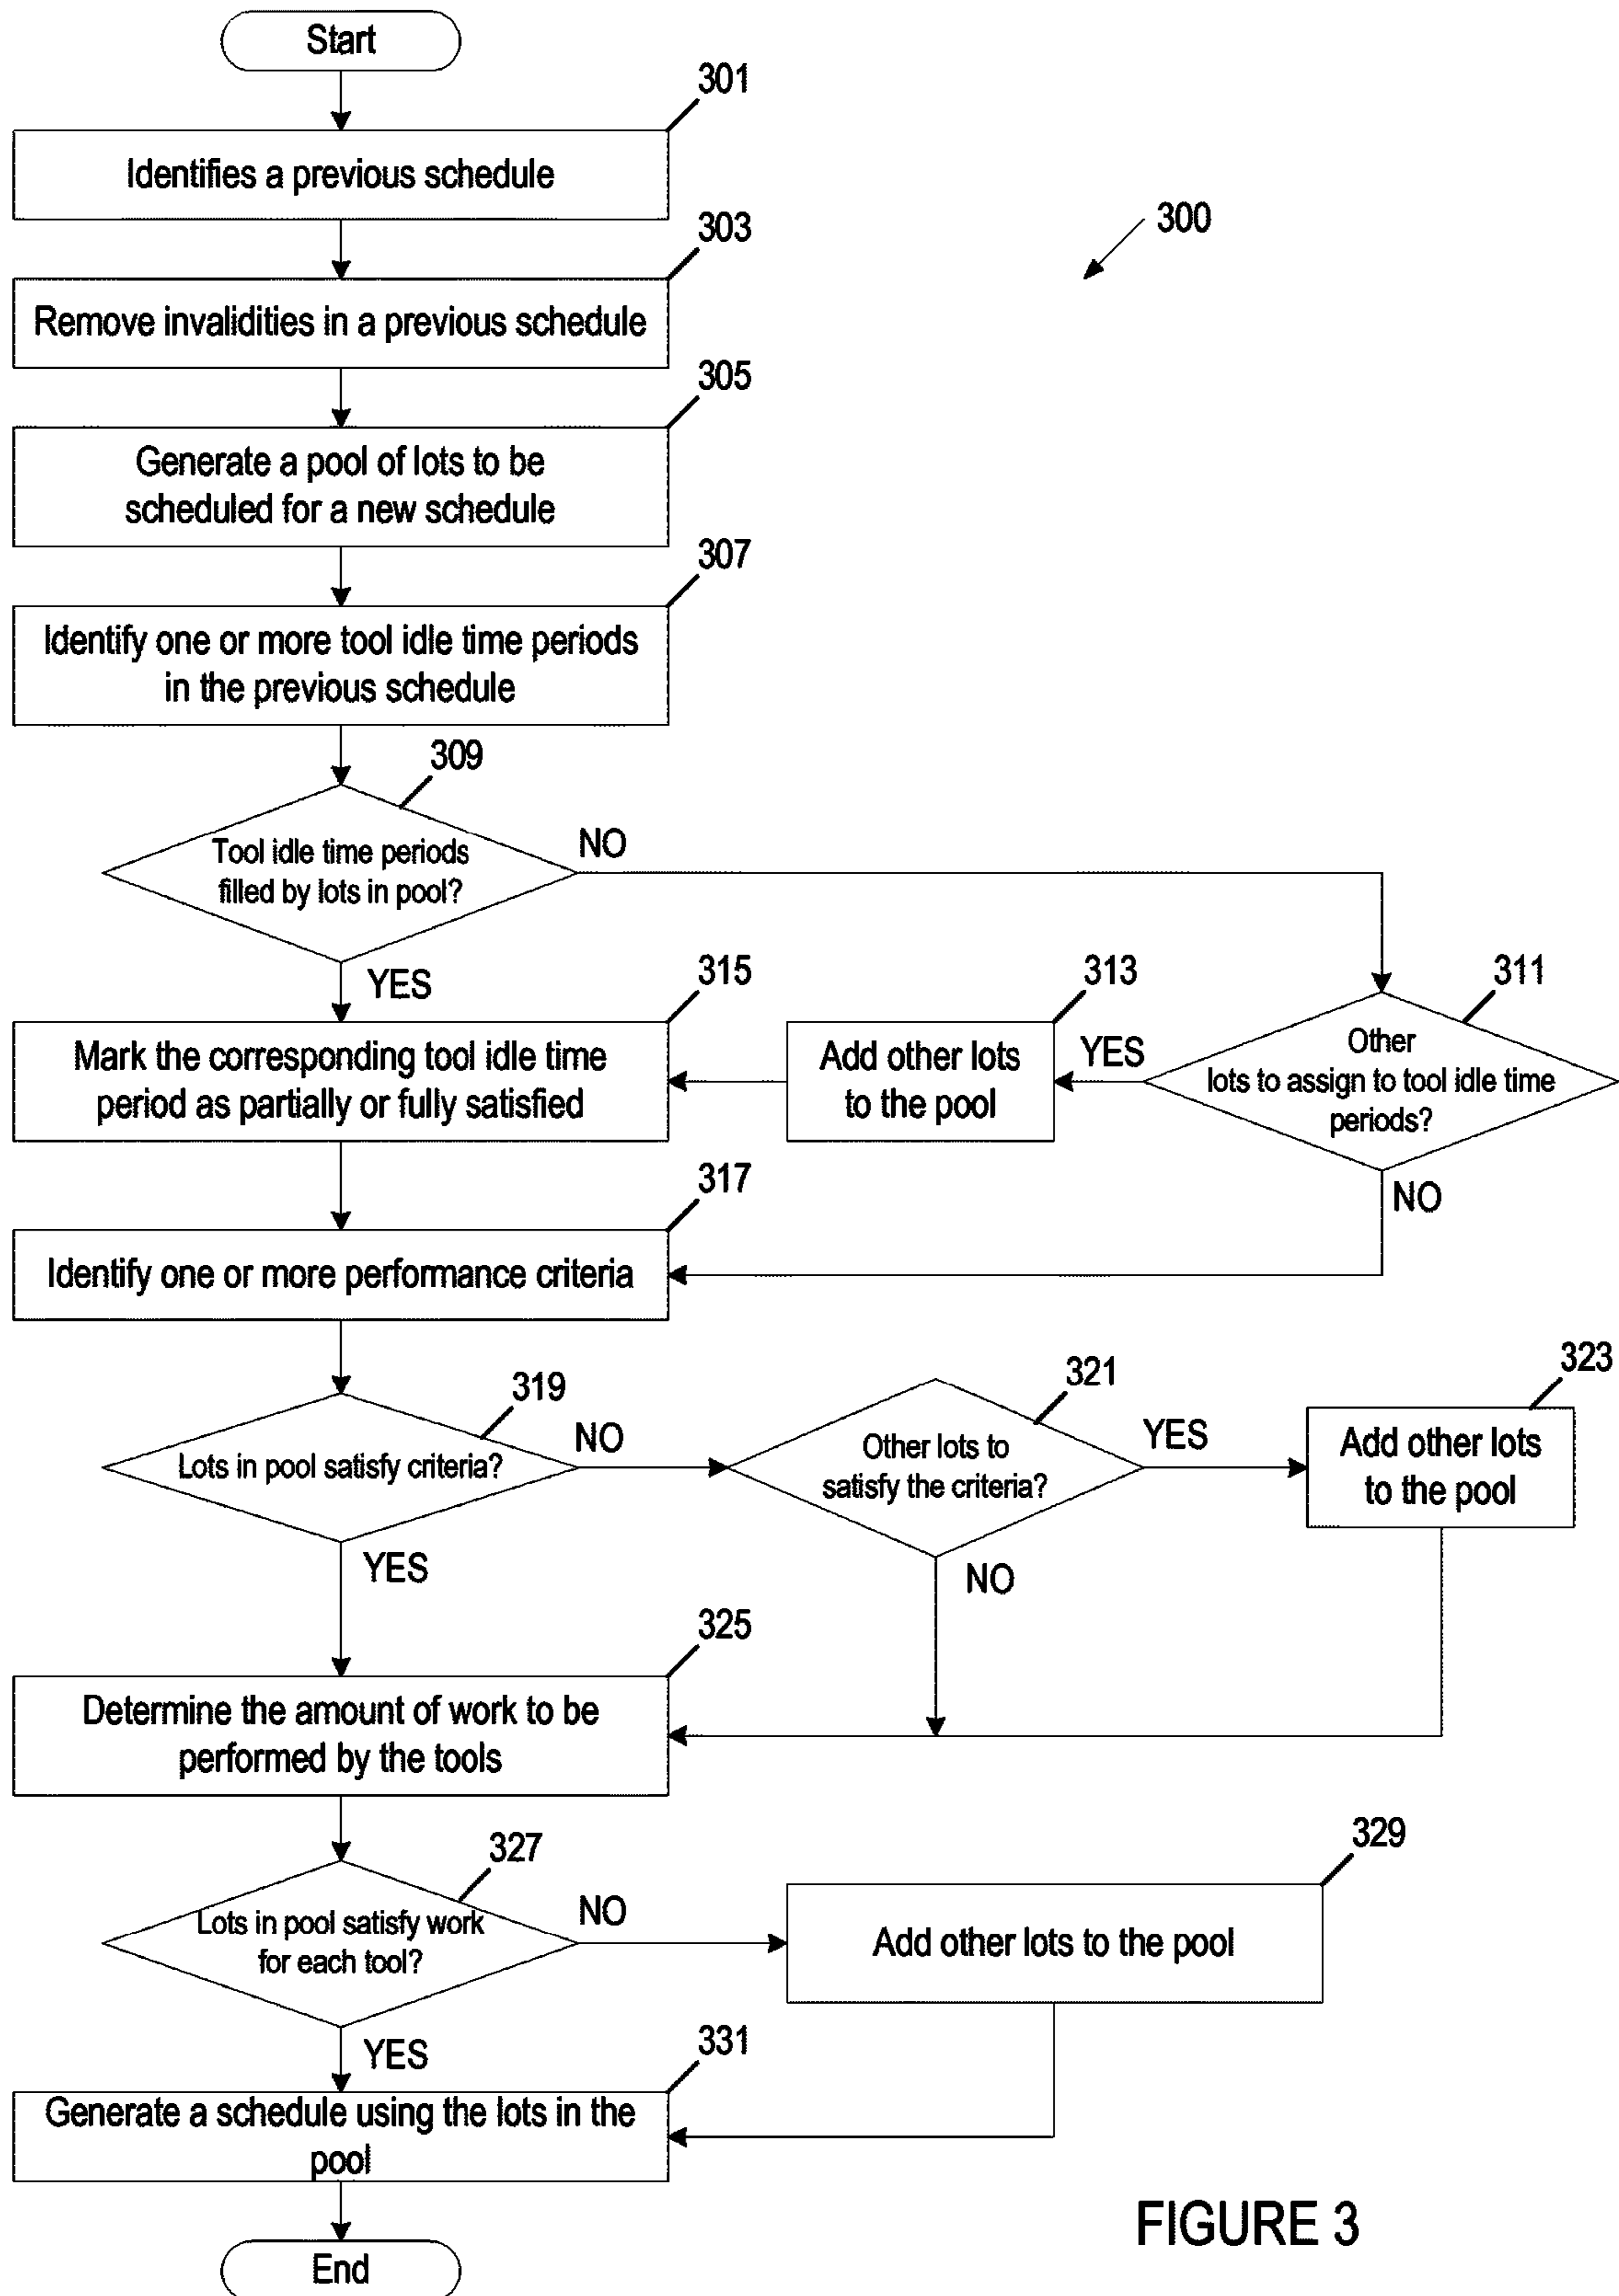 Start
301
Identifies a previous schedule
303
300
Remove invalidities in a previous schedule
305
Generate a pool of lots to be
scheduled for a new schedule
307
Identify one or more tool idle time periods
in the previous schedule
309
Tool idle time periods
filled by lots in pool?
NO
YES
315
313
311
Mark the corresponding tool idle time
period as partially or fully satisfied
Add other lots
to the pool
YES
Other
lots to assign to tool idle time
periods?
NO
317
Identify one or more performance criteria
319
Lots in pool satisfy criteria?
NO
321
Other lots to
satisfy the criteria?
YES
323
Add other lots
to the pool
YES
NO
325
Determine the amount of work to be
performed by the tools
327
Lots in pool satisfy work
for each tool?
NO
329
Add other lots to the pool
YES
331
Generate a schedule using the lots in the
pool
End
FIGURE 3